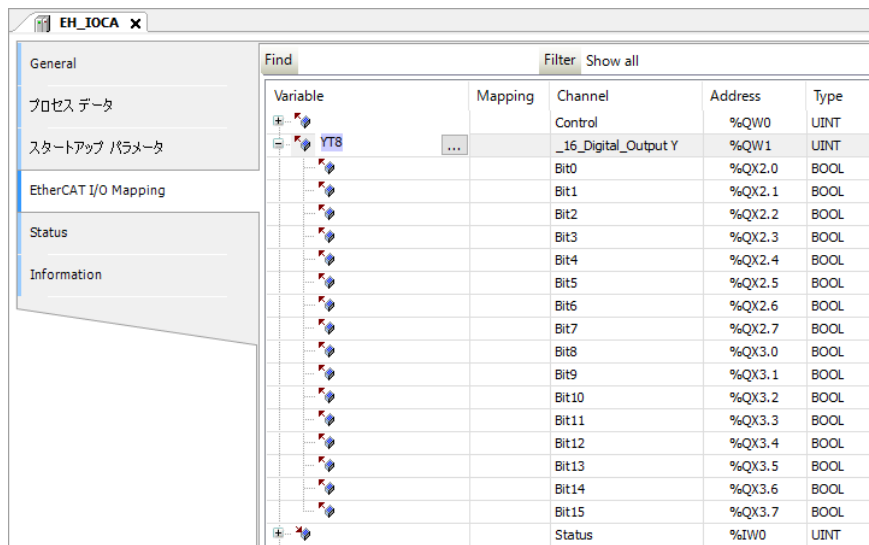 EH_IOCA
General
プロセス データ
スタートアップ パラメータ
EtherCAT I/O Mapping
Status
Information
Find Filter Show all
Variable Mapping Channel Address Type
Control %QW0 UINT
YT8 ... _16_Digital_Output Y %QW1 UINT
Bit0 %QX2.0 BOOL
Bit1 %QX2.1 BOOL
Bit2 %QX2.2 BOOL
Bit3 %QX2.3 BOOL
Bit4 %QX2.4 BOOL
Bit5 %QX2.5 BOOL
Bit6 %QX2.6 BOOL
Bit7 %QX2.7 BOOL
Bit8 %QX3.0 BOOL
Bit9 %QX3.1 BOOL
Bit10 %QX3.2 BOOL
Bit11 %QX3.3 BOOL
Bit12 %QX3.4 BOOL
Bit13 %QX3.5 BOOL
Bit14 %QX3.6 BOOL
Bit15 %QX3.7 BOOL
Status %IW0 UINT